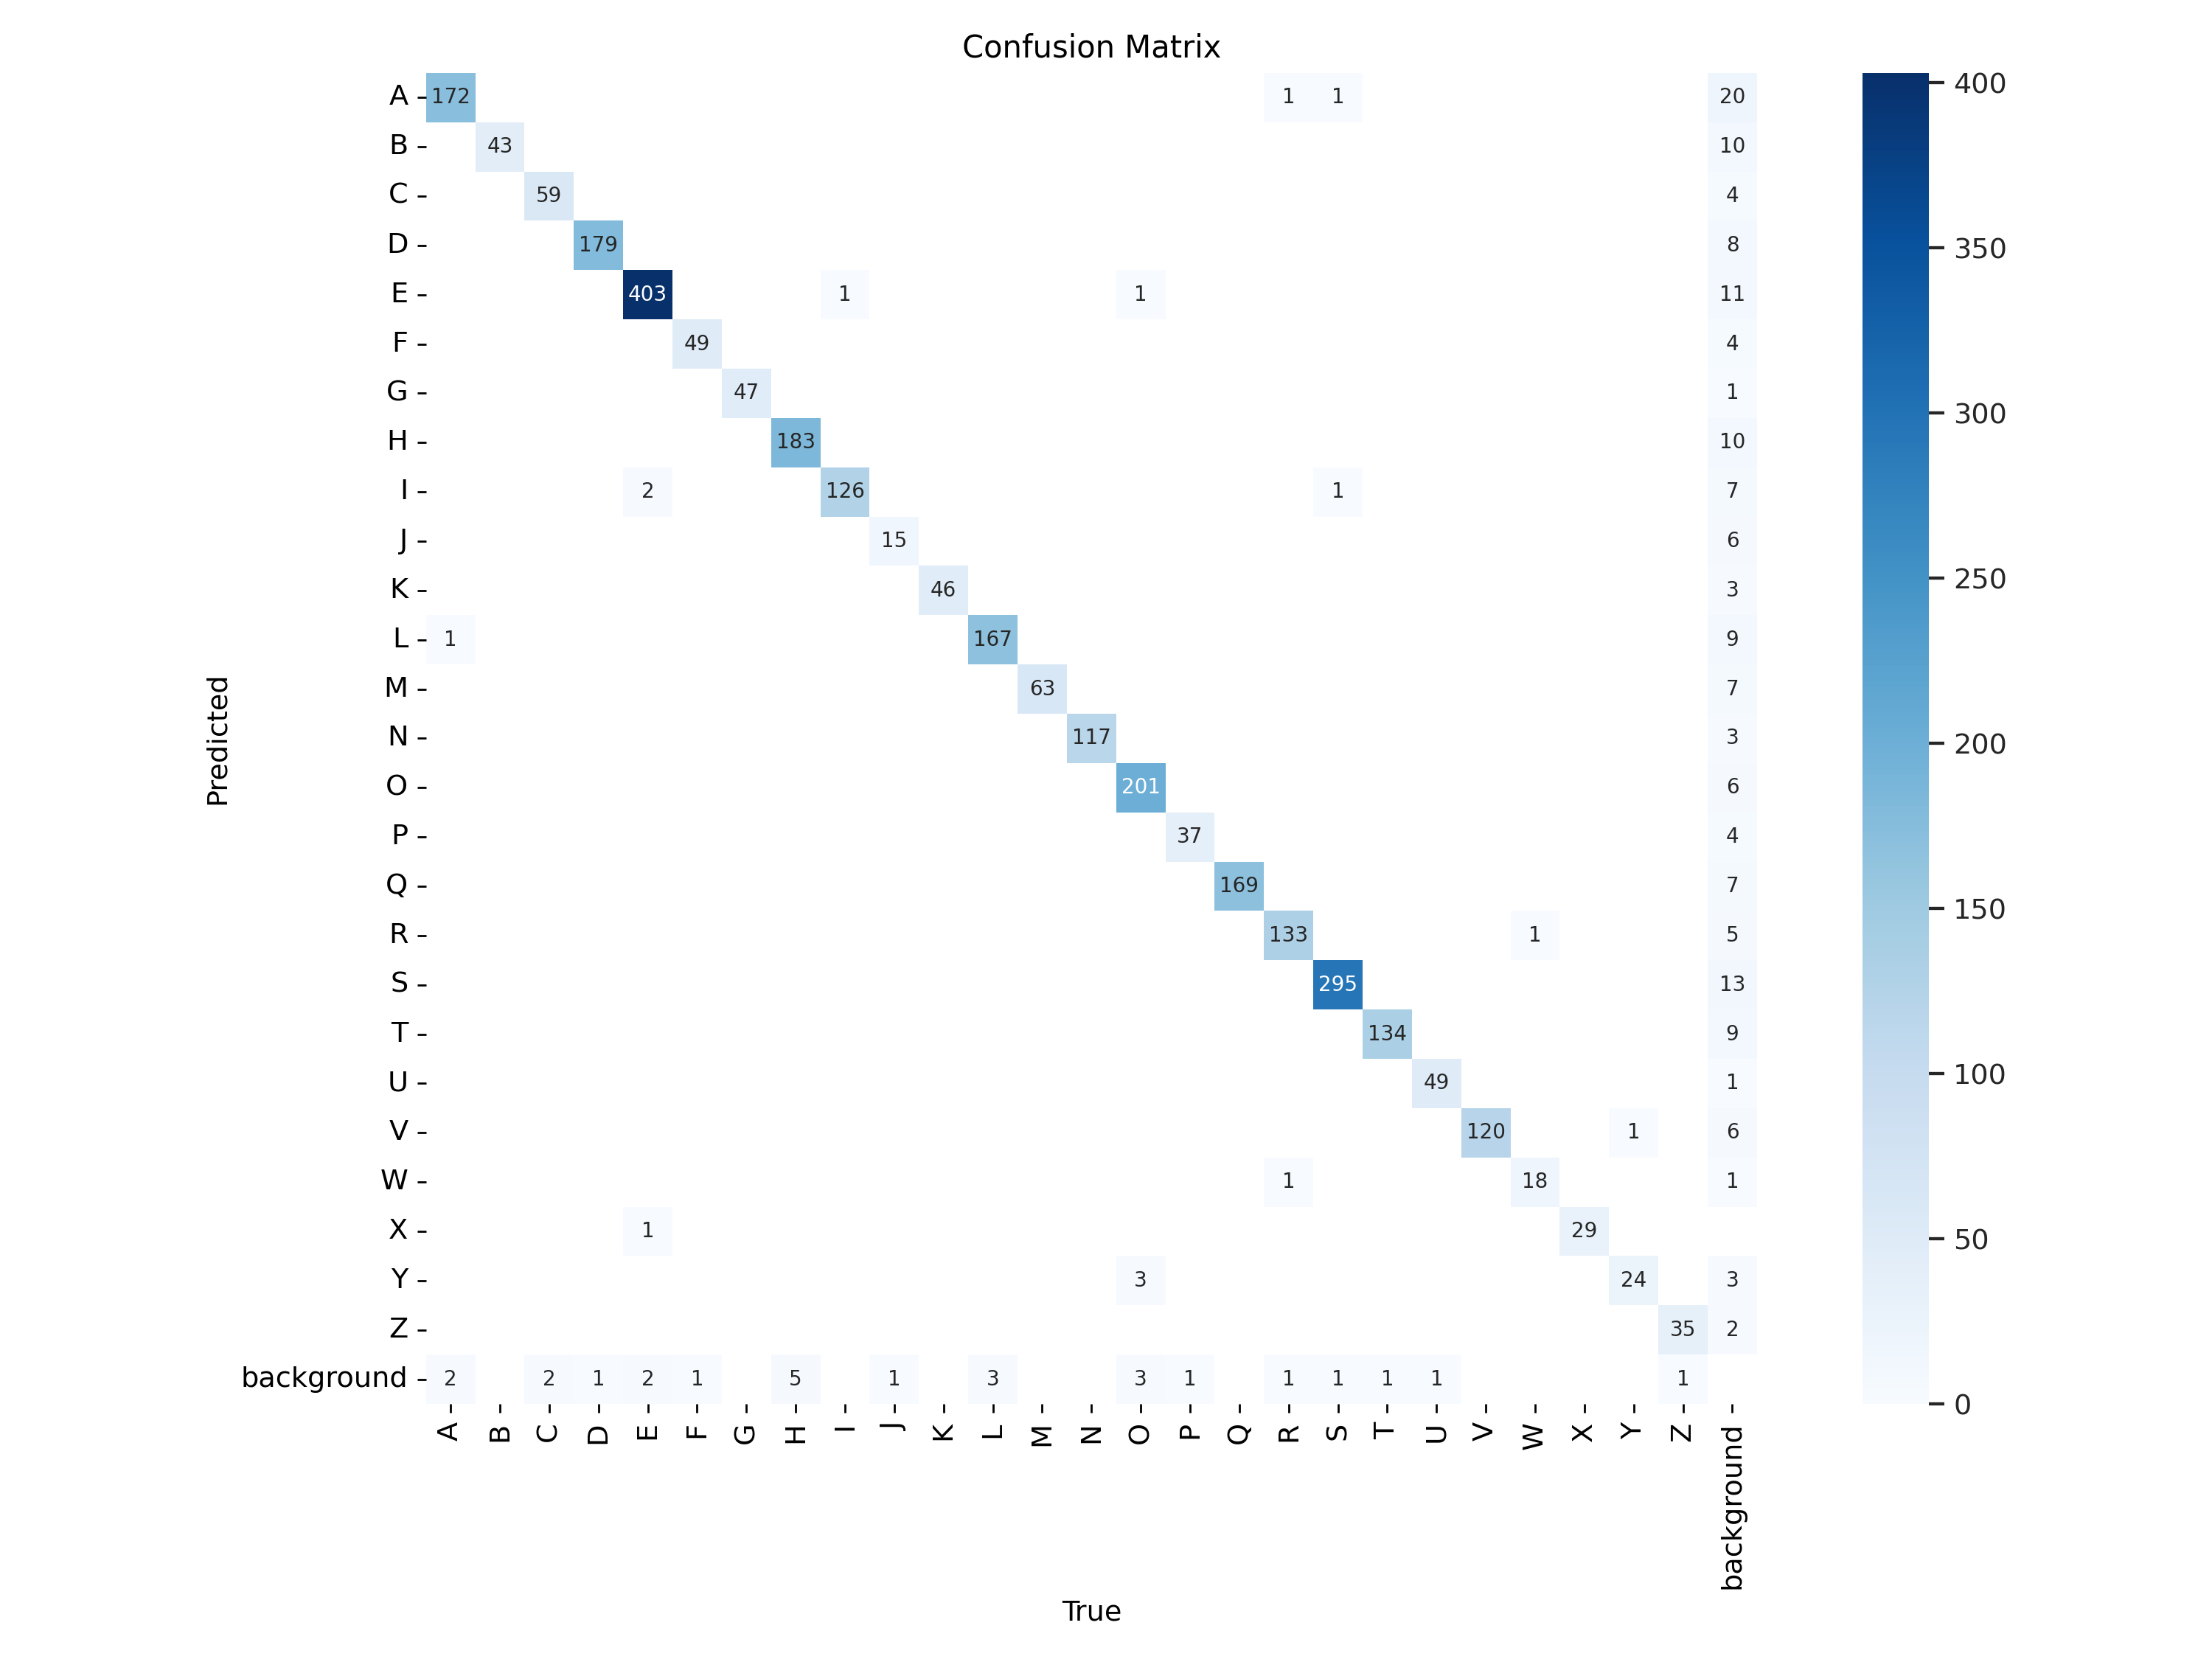 Confusion Matrix
A 172 1 1 20
B 43 10
C 59 4
D 179 8
E 403 1 1 11
F 49 4
G 47 1
H 183 10
I 2 126 1 7
J 15 6
K 46 3
L 1 167 9
M 63 7
N 117 3
O 201 6
P 37 4
Q 169 7
R 133 1 5
S 295 13
T 134 9
U 49 1
V 120 1 6
W 1 18 1
X 1 29
Y 3 24 3
Z 35 2
background 2 2 1 2 1 5 1 3 3 1 1 1 1 1 1
A B C D E F G H I J K L M N O P Q R S T U V W X Y Z background
True
Predicted
400
350
300
250
200
150
100
50
0